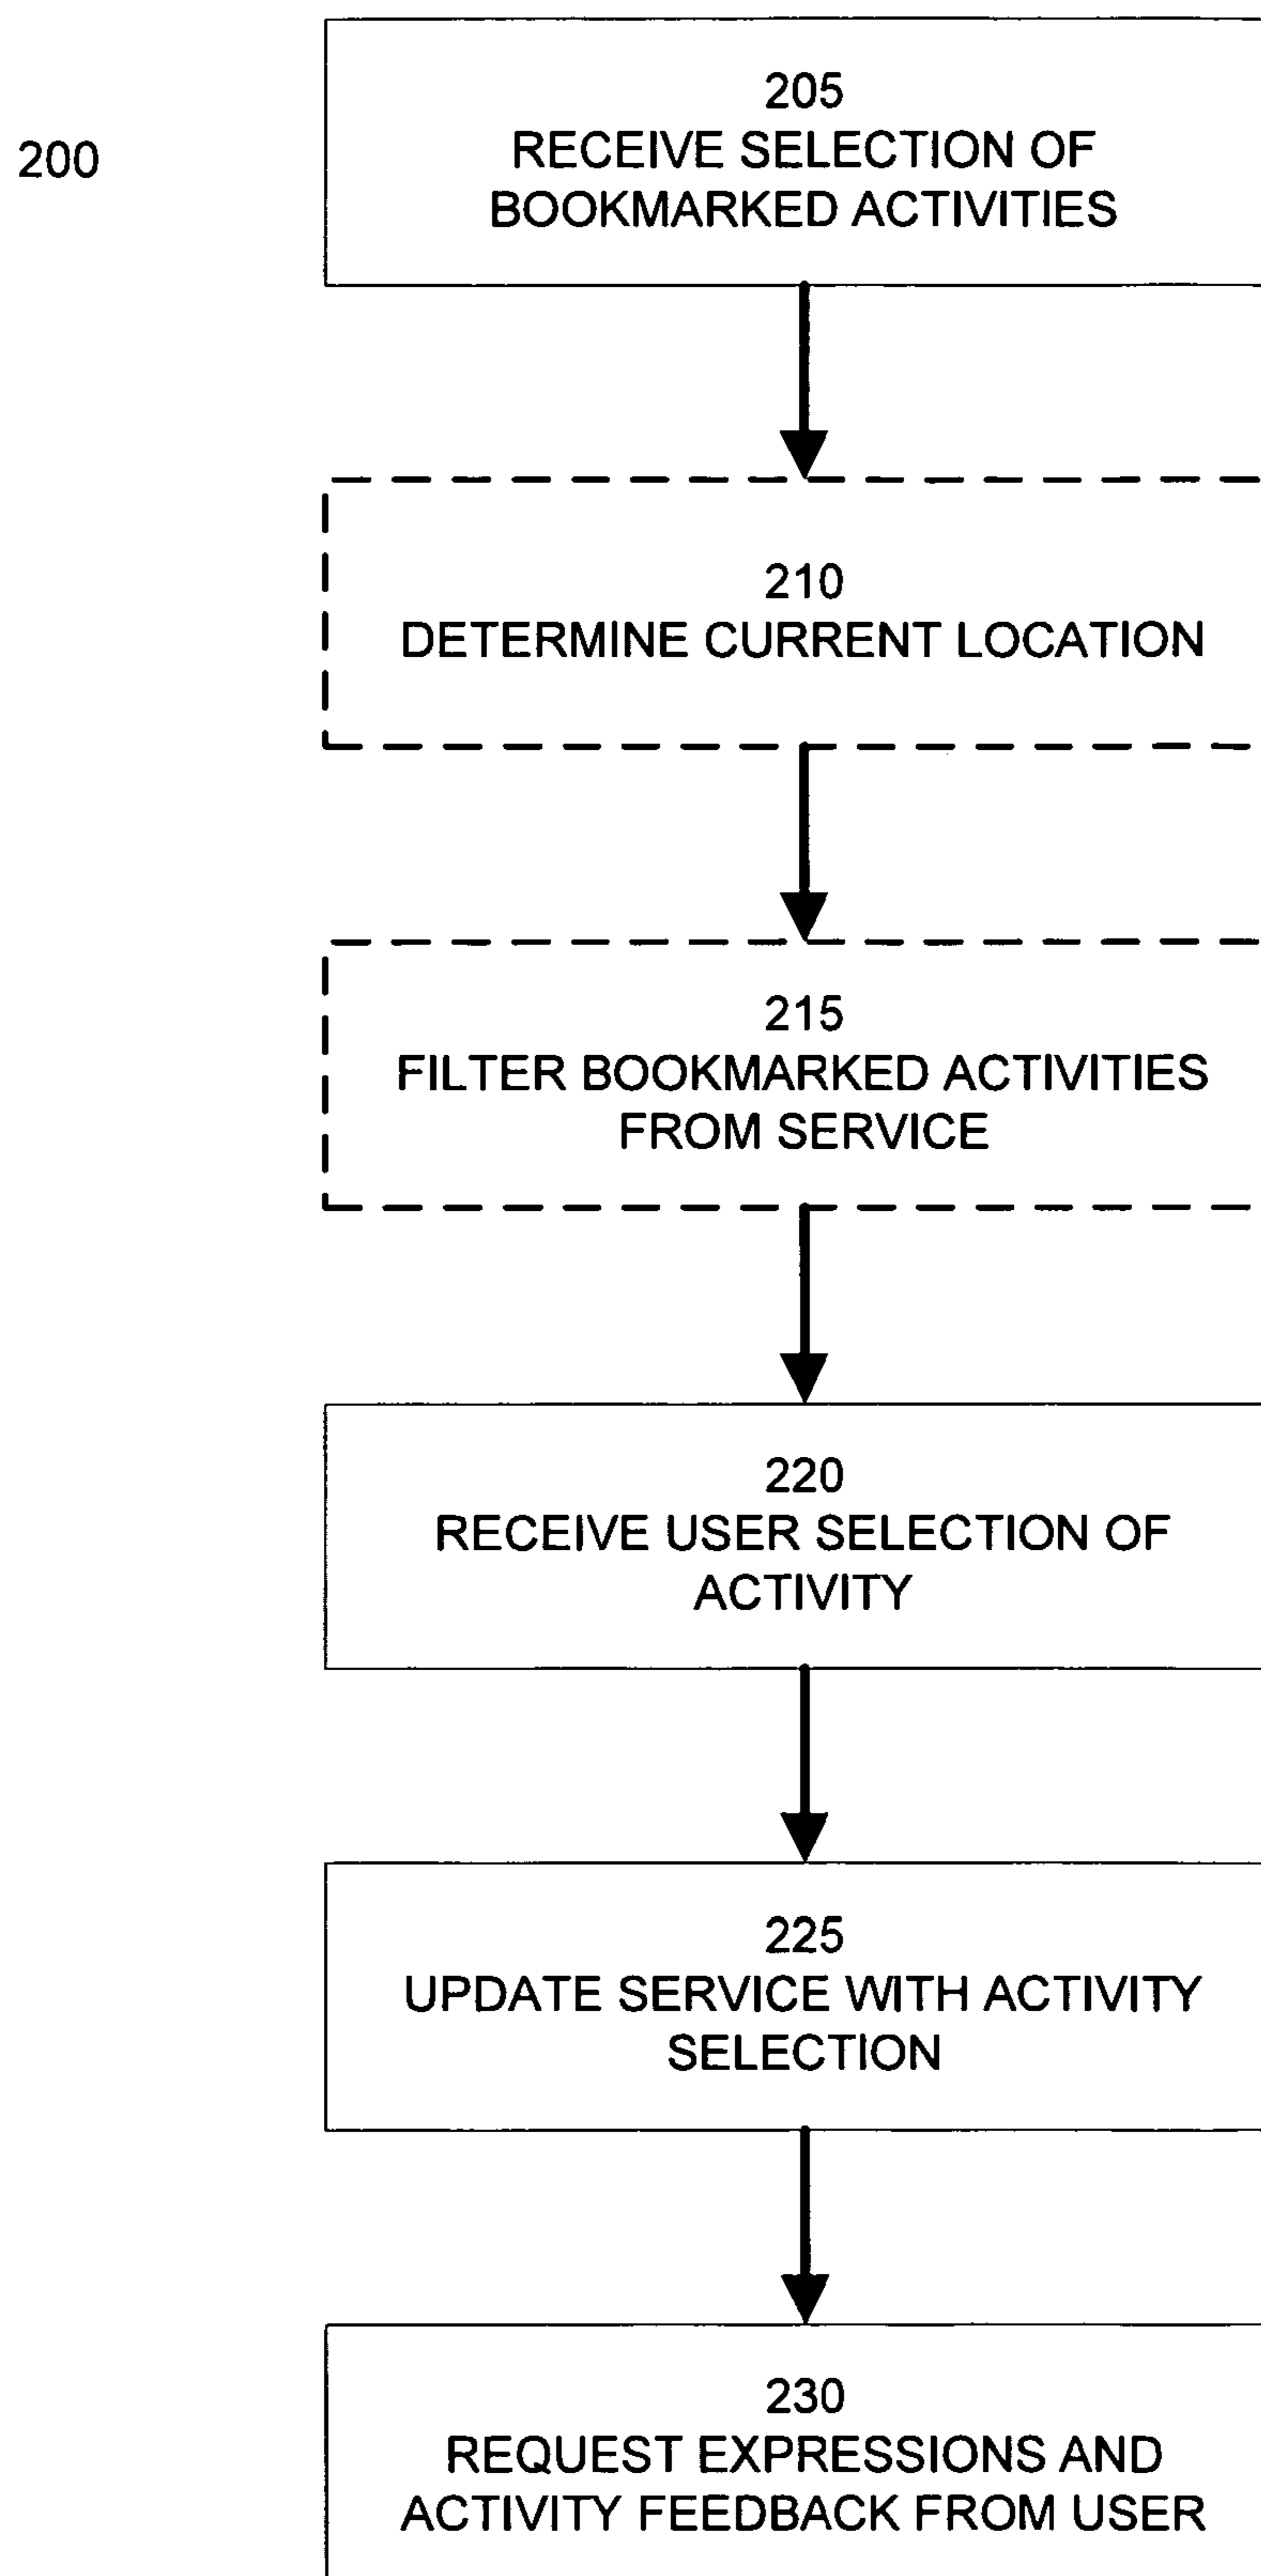 200
205
RECEIVE SELECTION OF
BOOKMARKED ACTIVITIES
210
DETERMINE CURRENT LOCATION
215
FILTER BOOKMARKED ACTIVITIES
FROM SERVICE
220
RECEIVE USER SELECTION OF
ACTIVITY
225
UPDATE SERVICE WITH ACTIVITY
SELECTION
230
REQUEST EXPRESSIONS AND
ACTIVITY FEEDBACK FROM USER